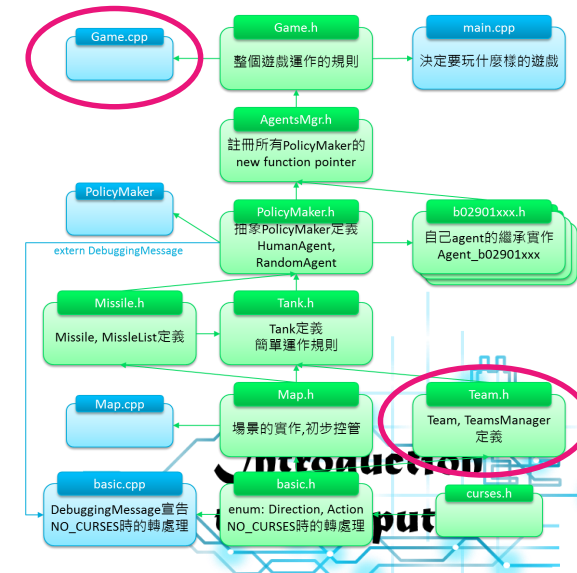 Game.cpp
Game.h
整個遊戲運作的規則
main.cpp
決定要玩什麼樣的遊戲
AgentsMgr.h
註冊所有PolicyMaker的
new function pointer
PolicyMaker
extern DebuggingMessage
PolicyMaker.h
抽象PolicyMaker定義
HumanAgent,
RandomAgent
b02901xxx.h
自己agent的繼承實作
Agent_b02901xxx
Missile.h
Missile, MissleList定義
Tank.h
Tank定義
簡單運作規則
Map.cpp
Map.h
場景的實作,初步控管
Team.h
Team, TeamsManager
定義
Introduction
basic.cpp
DebuggingMessage宣告
NO_CURSES時的轉處理
basic.h
enum: Direction, Action
NO_CURSES時的轉處理
curses.h